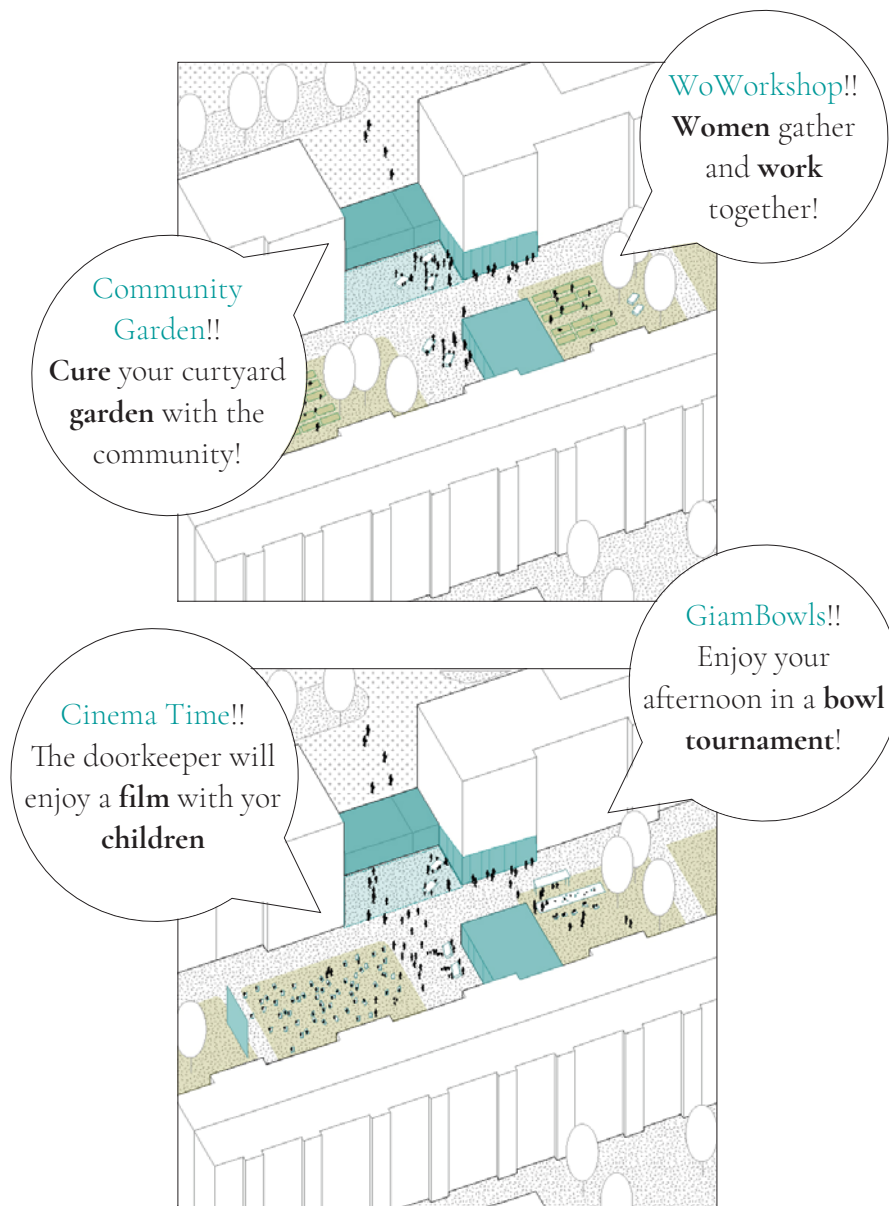 WoWorkshop!!
Women gather
and work
together!
Community
Garden!!
Cure your curtyard
garden with the
community!
GiamBowls!!
Enjoy your
afternoon in a bowl
tournament!
Cinema Time!!
The doorkeeper will
enjoy a film with yor
children